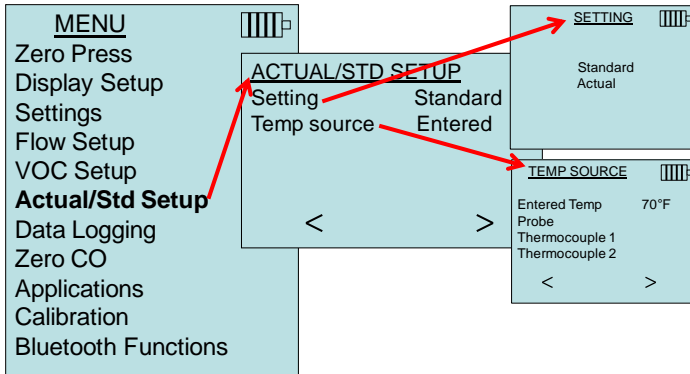 MENU
Zero Press
Display Setup
Settings
Flow Setup
VOC Setup
Actual/Std Setup
Data Logging
Zero CO
Applications
Calibration
Bluetooth Functions
ACTUAL/STD SETUP
Setting Standard
Temp source Entered
< >
SETTING
Standard
Actual
TEMP SOURCE
Entered Temp 70°F
Probe
Thermocouple 1
Thermocouple 2
< >